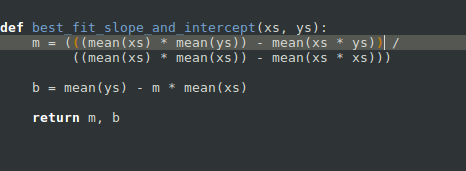 def best_fit_slope_and_intercept(xs, ys):
    m = (((mean(xs) * mean(ys)) - mean(xs * ys)) /
         ((mean(xs) * mean(xs)) - mean(xs * xs)))
    b = mean(ys) - m * mean(xs)
    return m, b